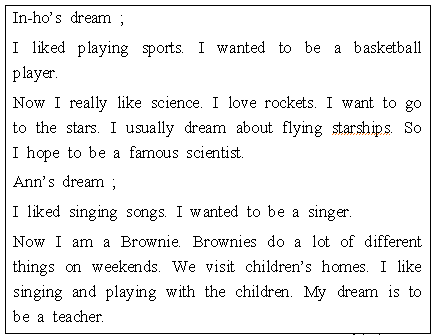 In-ho's dream ;
I liked playing sports. I wanted to be a basketball
player.
Now I really like science. I love rockets. I want to go
to the stars. I usually dream about flying starships. So
I hope to be a famous scientist.
Ann's dream ;
I liked singing songs. I wanted to be a singer.
Now I am a Brownie. Brownies do a lot of different
things on weekends. We visit children's homes. I like
singing and playing with the children. My dream is to
be a teacher.